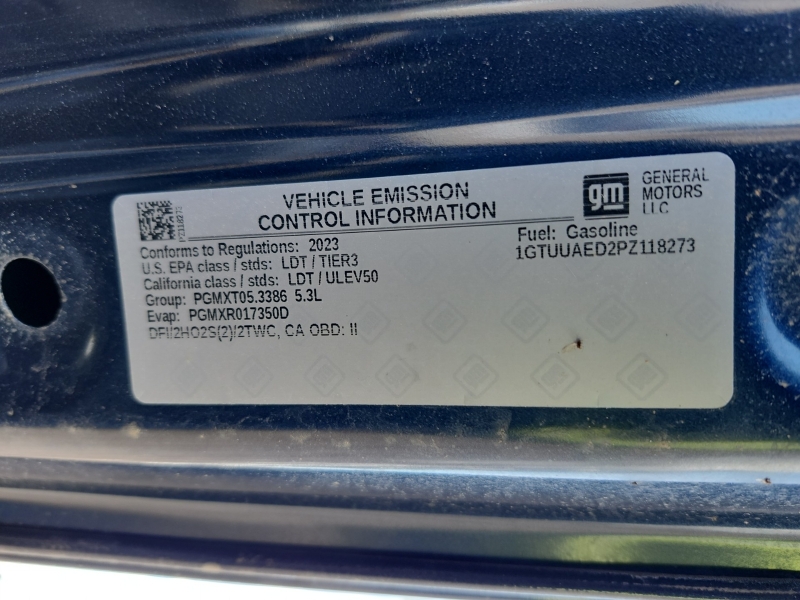 VEHICLE EMISSION
CONTROL INFORMATION
gm
GENERAL
MOTORS
LLC
Conforms to Regulations: 2023
U.S. EPA class / stds: LDT / TIER3
California class / stds: LDT / ULEV50
Group: PGMXT05.3386 5.3L
Evap: PGMXR017350D
DFI/2HO2S(2)/2TWC, CA OBD: II
Fuel: Gasoline
1GTUUAED2PZ118273